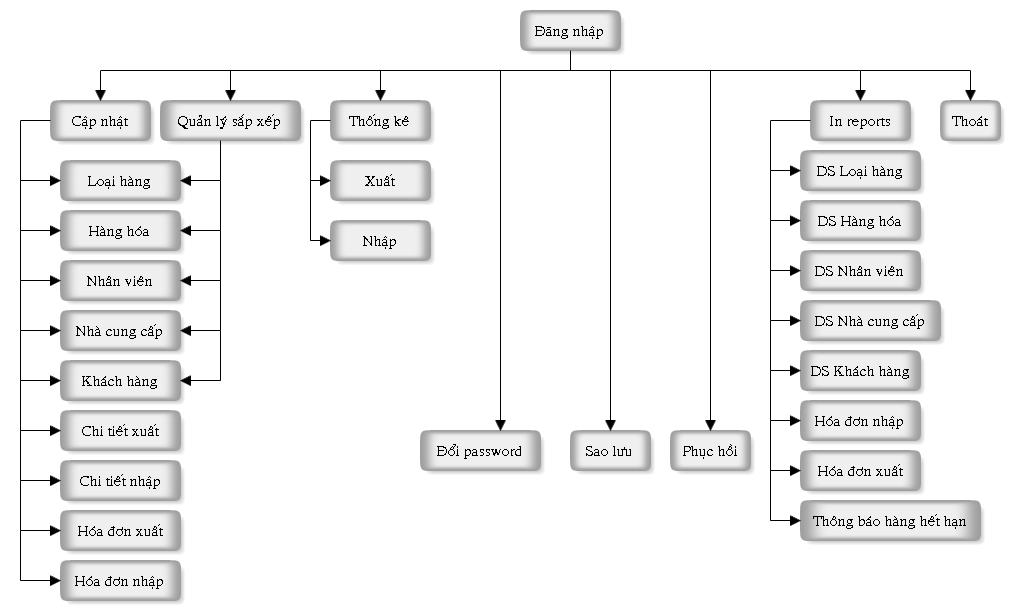 Đăng nhập
Cập nhật
Quản lý sắp xếp
Thống kê
In reports
Thoát
Loại hàng
Hàng hóa
Nhân viên
Nhà cung cấp
Khách hàng
Chi tiết xuất
Chi tiết nhập
Hóa đơn xuất
Hóa đơn nhập
Xuất
Nhập
Đổi password
Sao lưu
Phục hồi
DS Loại hàng
DS Hàng hóa
DS Nhân viên
DS Nhà cung cấp
DS Khách hàng
Hóa đơn nhập
Hóa đơn xuất
Thông báo hàng hết hạn